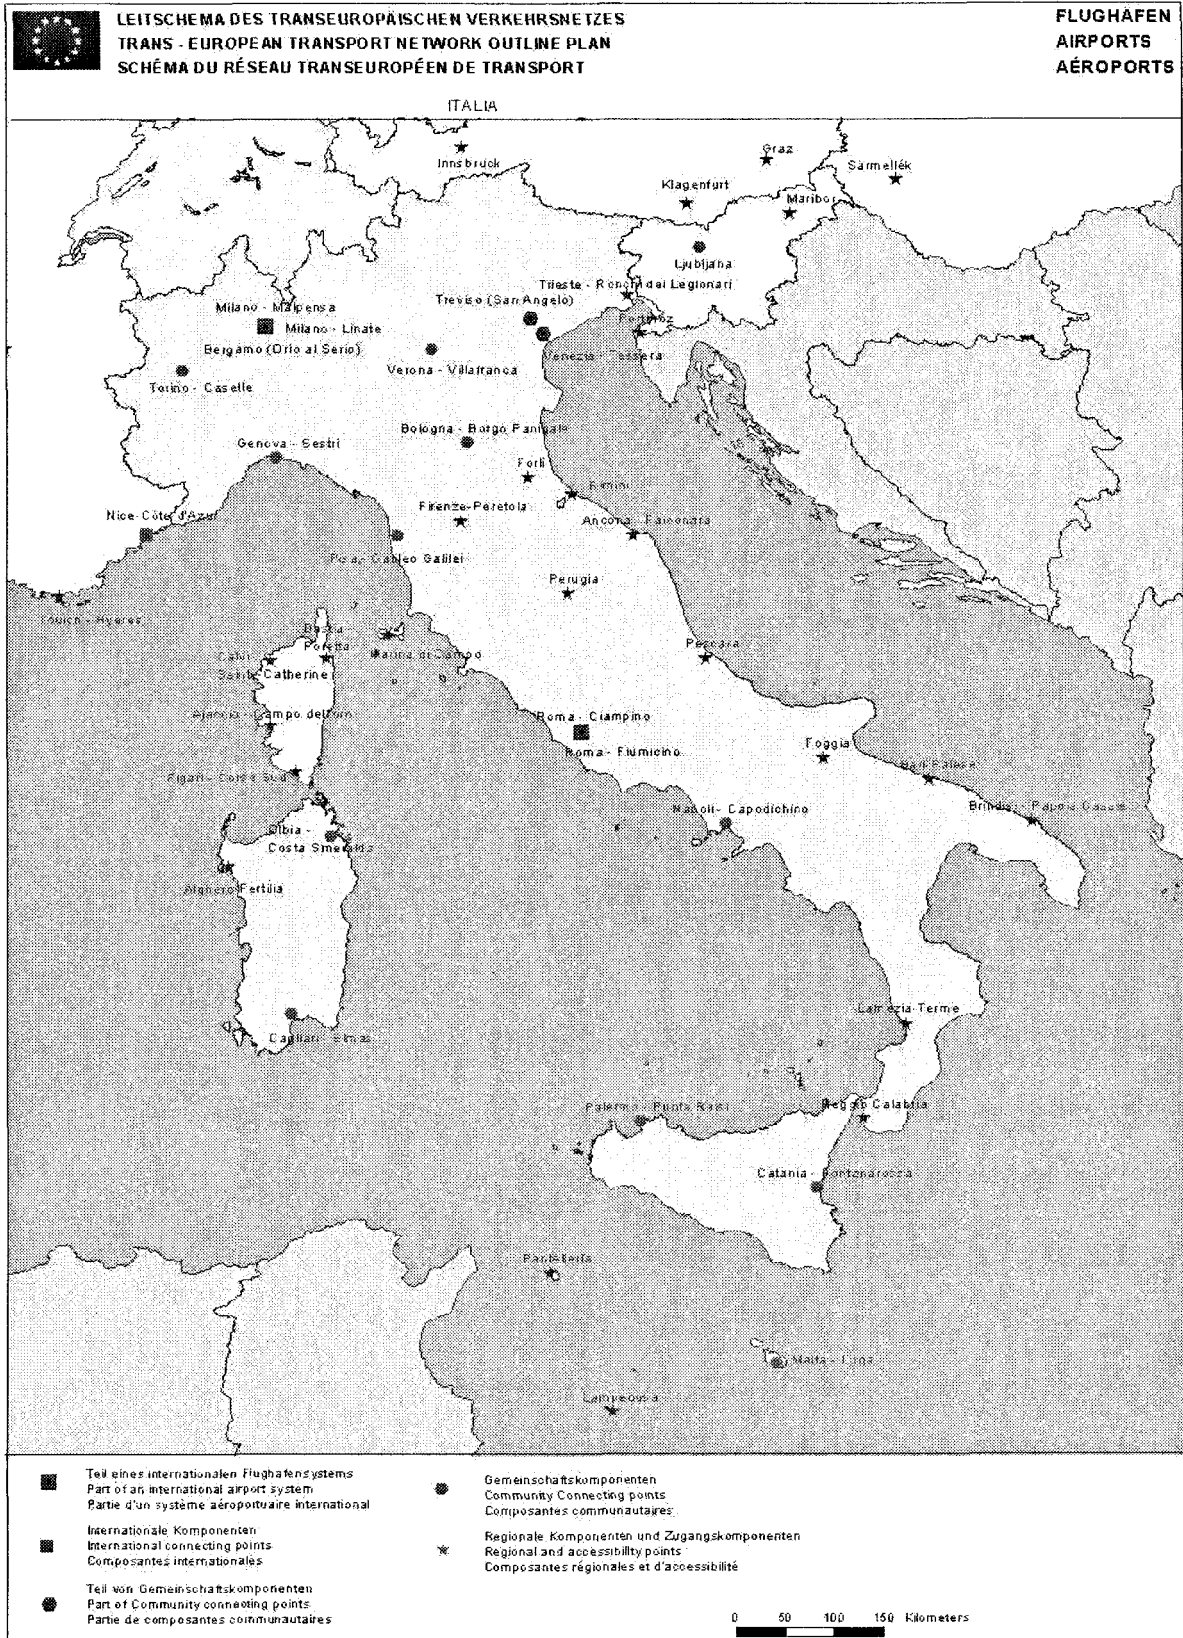 LEITSCHEMA DES TRANSEUROPÄISCHEN VERKEHRSNETZES
TRANS - EUROPEAN TRANSPORT NETWORK OUTLINE PLAN
SCHÉMA DU RÉSEAU TRANSEUROPÉEN DE TRANSPORT
FLUGHÄFEN
AIRPORTS
AÉROPORTS
ITALIA
Innsbruck
Graz
Sármellék
Klagenfurt
Maribor
Ljubljana
Trieste - Ronchi dei Legionari
Treviso (San Angelo)
Milano - Malpensa
Milano - Linate
Portoroz
Bergamo (Orio al Serio)
Venezia - Tessera
Verona - Villafranca
Torino - Caselle
Bologna - Borgo Panigale
Genova - Sestri
Forlì
Rimini
Firenze-Peretola
Nice-Côte d'Azur
Ancona - Falconara
Pisa - Galileo Galilei
Perugia
Toulon - Hyères
Bastia
Poretta
Pescara
Marina di Campo
Calvi
Sainte Catherine
Ajaccio - Campo dell'oro
Roma - Ciampino
Roma - Fiumicino
Foggia
Bari Palese
Figari - Corse Sud
Napoli - Capodichino
Brindisi - Papola Casale
Olbia -
Costa Smeralda
Alghero Fertilia
Lamezia-Terme
Cagliari - Elmas
Palermo - Punta Raisi
Reggio Calabria
Catania - Fontanarossa
Pantelleria
Malta - Luqa
Lampedusa
Teil eines internationalen Flughafensystems
Part of an international airport system
Partie d'un système aéroportuaire international
Internationale Komponenten
International connecting points
Composantes internationales
Teil von Gemeinschaftskomponenten
Part of Community connecting points
Partie de composantes communautaires
Gemeinschaftskomponenten
Community Connecting points
Composantes communautaires
Regionale Komponenten und Zugangskomponenten
Regional and accessibility points
Composantes régionales et d'accessibilité
0 50 100 150 Kilometers